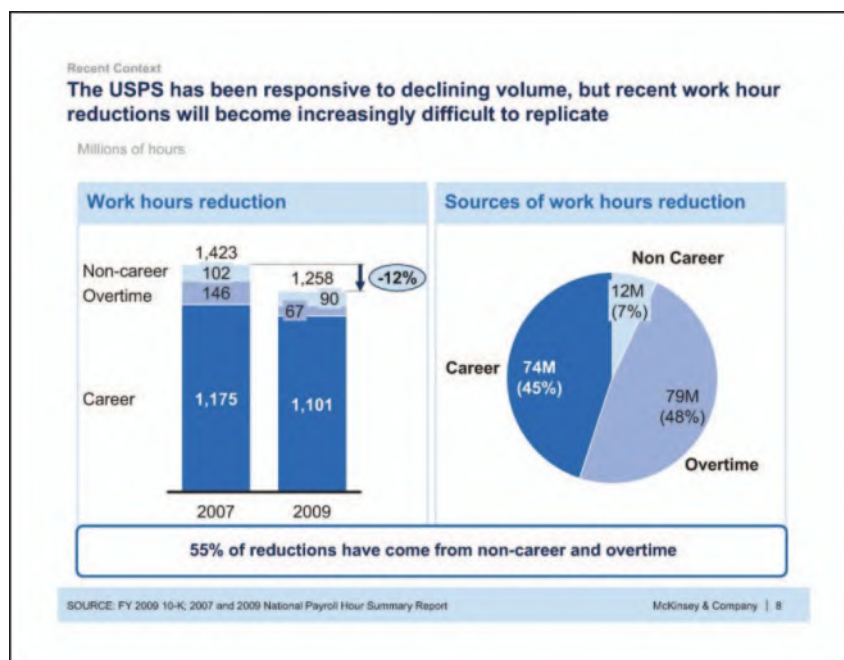 Recent Context
The USPS has been responsive to declining volume, but recent work hour
reductions will become increasingly difficult to replicate
Millions of hours
Work hours reduction
1,423
Non-career 102
Overtime 146
Career 1,175
2007
1,258
90
67
1,101
2009
-12%
Sources of work hours reduction
Non Career
12M
(7%)
Career
74M
(45%)
79M
(48%)
Overtime
55% of reductions have come from non-career and overtime
SOURCE: FY 2009 10-K; 2007 and 2009 National Payroll Hour Summary Report
McKinsey & Company | 8